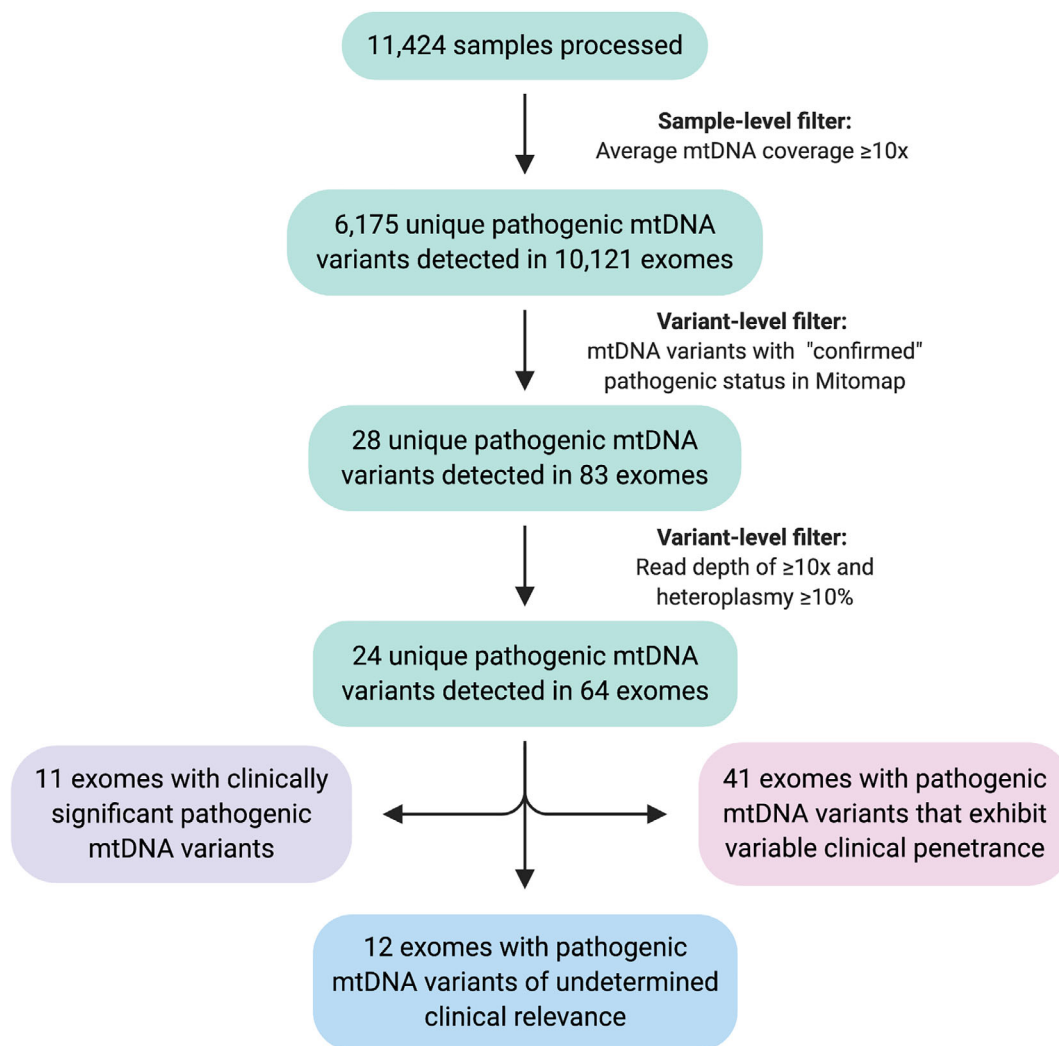 11,424 samples processed
Sample-level filter:
Average mtDNA coverage ≥10x
6,175 unique pathogenic mtDNA
variants detected in 10,121 exomes
Variant-level filter:
mtDNA variants with "confirmed"
pathogenic status in Mitomap
28 unique pathogenic mtDNA
variants detected in 83 exomes
Variant-level filter:
Read depth of ≥10x and
heteroplasmy ≥10%
24 unique pathogenic mtDNA
variants detected in 64 exomes
11 exomes with clinically
significant pathogenic
mtDNA variants
41 exomes with pathogenic
mtDNA variants that exhibit
variable clinical penetrance
12 exomes with pathogenic
mtDNA variants of undetermined
clinical relevance